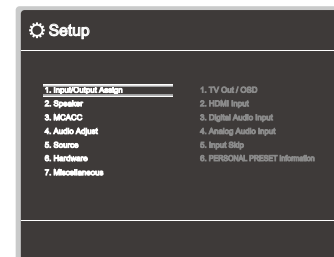 Setup
1. Input/Output Assign
2. Speaker
3. MCACC
4. Audio Adjust
5. Source
6. Hardware
7. Miscellaneous
1. TV Out / OSD
2. HDMI Input
3. Digital Audio Input
4. Analog Audio Input
5. Input Skip
6. PERSONAL PRESET Information